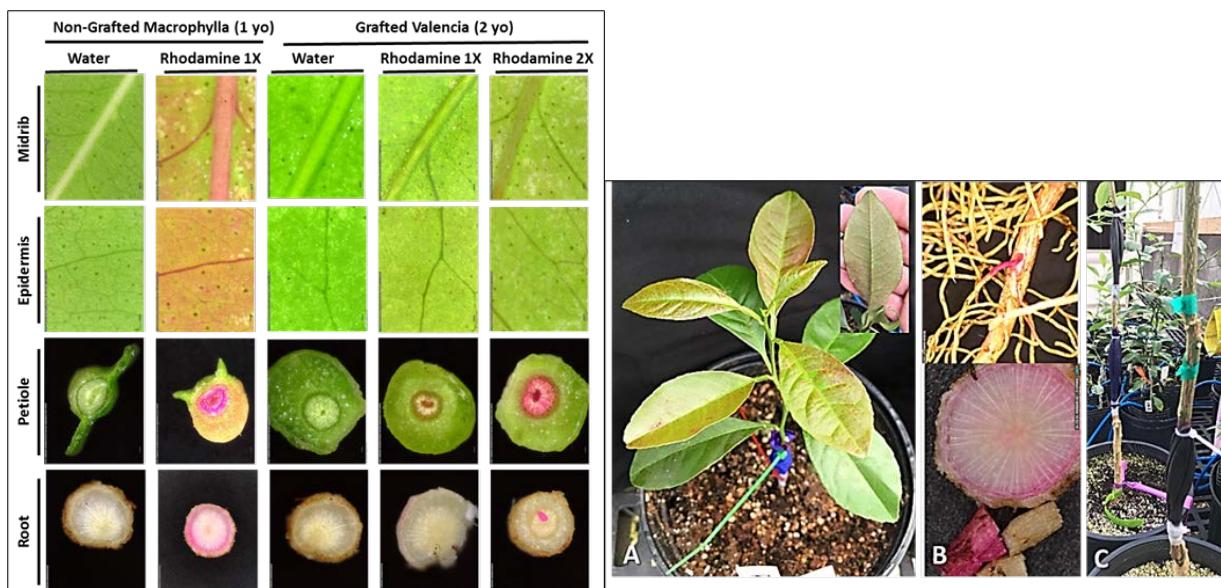 Non-Grafted Macrophylla (1 yo) Grafted Valencia (2 yo)
Water Rhodamine 1X Water Rhodamine 1X Rhodamine 2X
Midrib
Epidermis
Petiole
Root
A B C